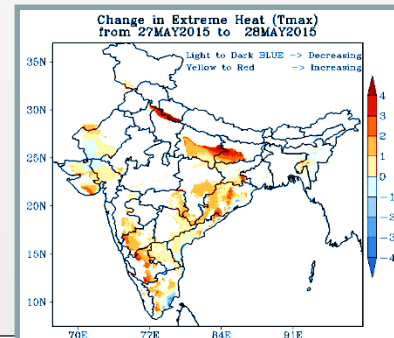 Change in Extreme Heat (Tmax)
from 27MAY2015 to 28MAY2015
Light to Dark BLUE -> Decreasing
Yellow to Red -> Increasing
35N
30N
25N
20N
15N
10N
70E 77E 84E 91E
4
3
2
1
0
-1
-2
-3
-4